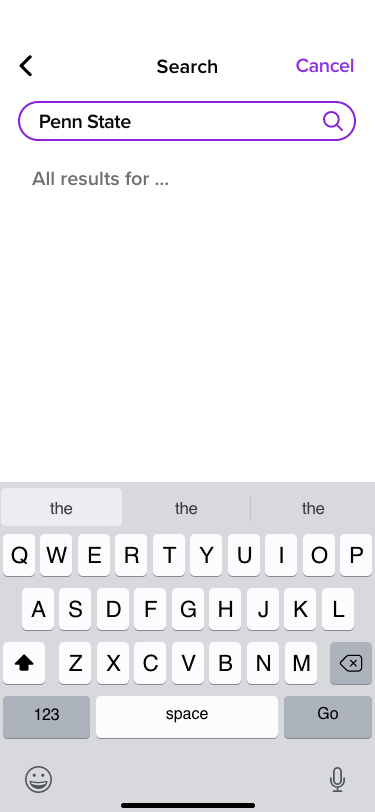 Search Cancel
Penn State
All results for ...
the the the
Q W E R T Y U I O P
A S D F G H J K L
Z X C V B N M
123 space Go